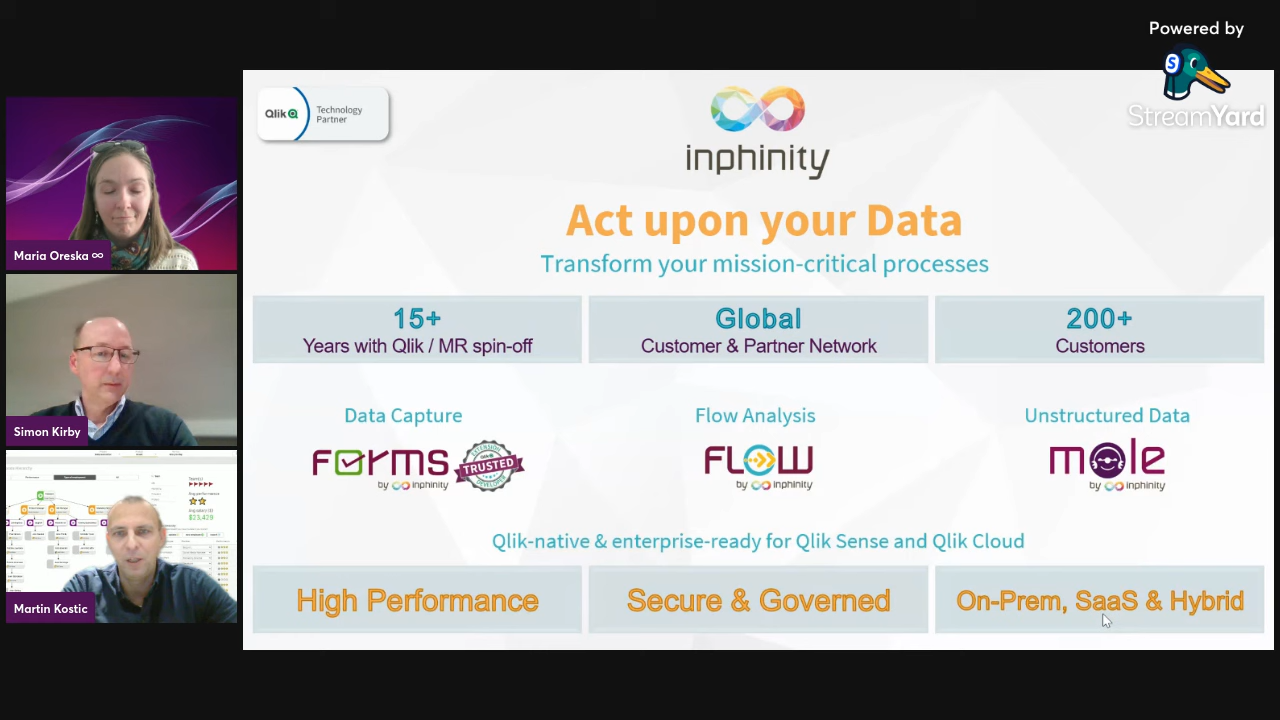 Powered by
StreamYard
Qlik
Technology
Partner
inphinity
Act upon your Data
Transform your mission-critical processes
15+
Years with Qlik / MR spin-off
Global
Customer & Partner Network
200+
Customers
Data Capture
FORMS
by inphinity
TRUSTED
Flow Analysis
FLOW
by inphinity
Unstructured Data
mole
by inphinity
Qlik-native & enterprise-ready for Qlik Sense and Qlik Cloud
High Performance
Secure & Governed
On-Prem, SaaS & Hybrid
Maria Oreska ∞
Simon Kirby
Martin Kostic